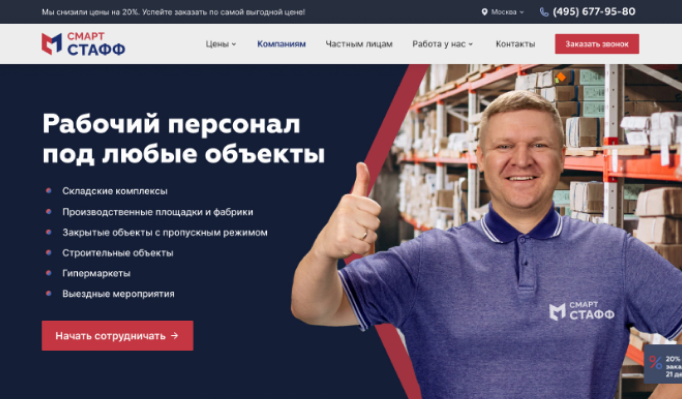 Мы снизили цены на 20%. Успейте заказать по самой выгодной цене!
Москва
(495) 677-95-80
СМАРТ
СТАФФ
Цены
Компаниям
Частным лицам
Работа у нас
Контакты
Заказать звонок
Рабочий персонал
под любые объекты
Складские комплексы
Производственные площадки и фабрики
Закрытые объекты с пропускным режимом
Строительные объекты
Гипермаркеты
Выездные мероприятия
Начать сотрудничать →
СМАРТ
СТАФФ
20%
зака
21 де